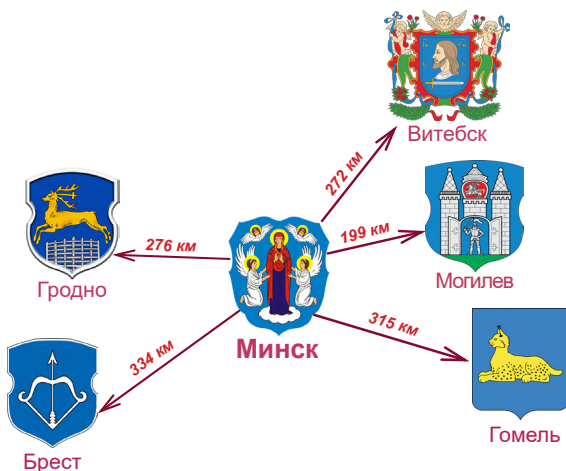 Витебск
272 км
199 км
Могилев
276 км
Гродно
Минск
315 км
334 км
Гомель
Брест